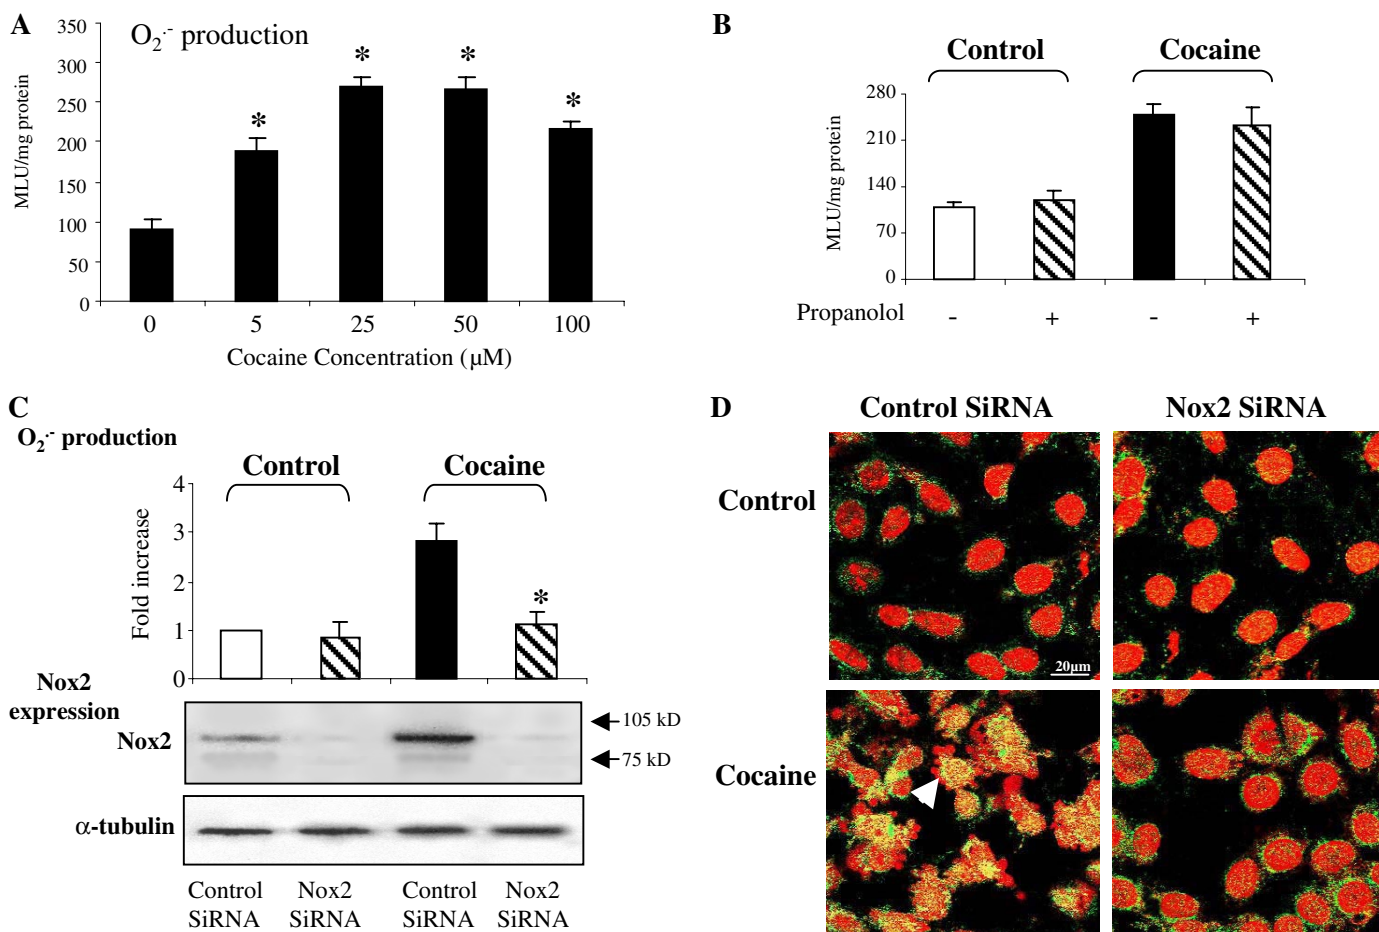 A
O2·- production
MLU/mg protein
350
300
250
200
150
100
50
0
* * * *
0 5 25 50 100
Cocaine Concentration (µM)
B
Control Cocaine
MLU/mg protein
280
210
140
70
0
Propanolol - + - +
C
O2·- production
Control Cocaine
Fold increase
4
3
2
1
0
*
Nox2
expression
Nox2
105 kD
75 kD
α-tubulin
Control Nox2 Control Nox2
SiRNA SiRNA SiRNA SiRNA
D
Control SiRNA Nox2 SiRNA
Control
20µm
Cocaine